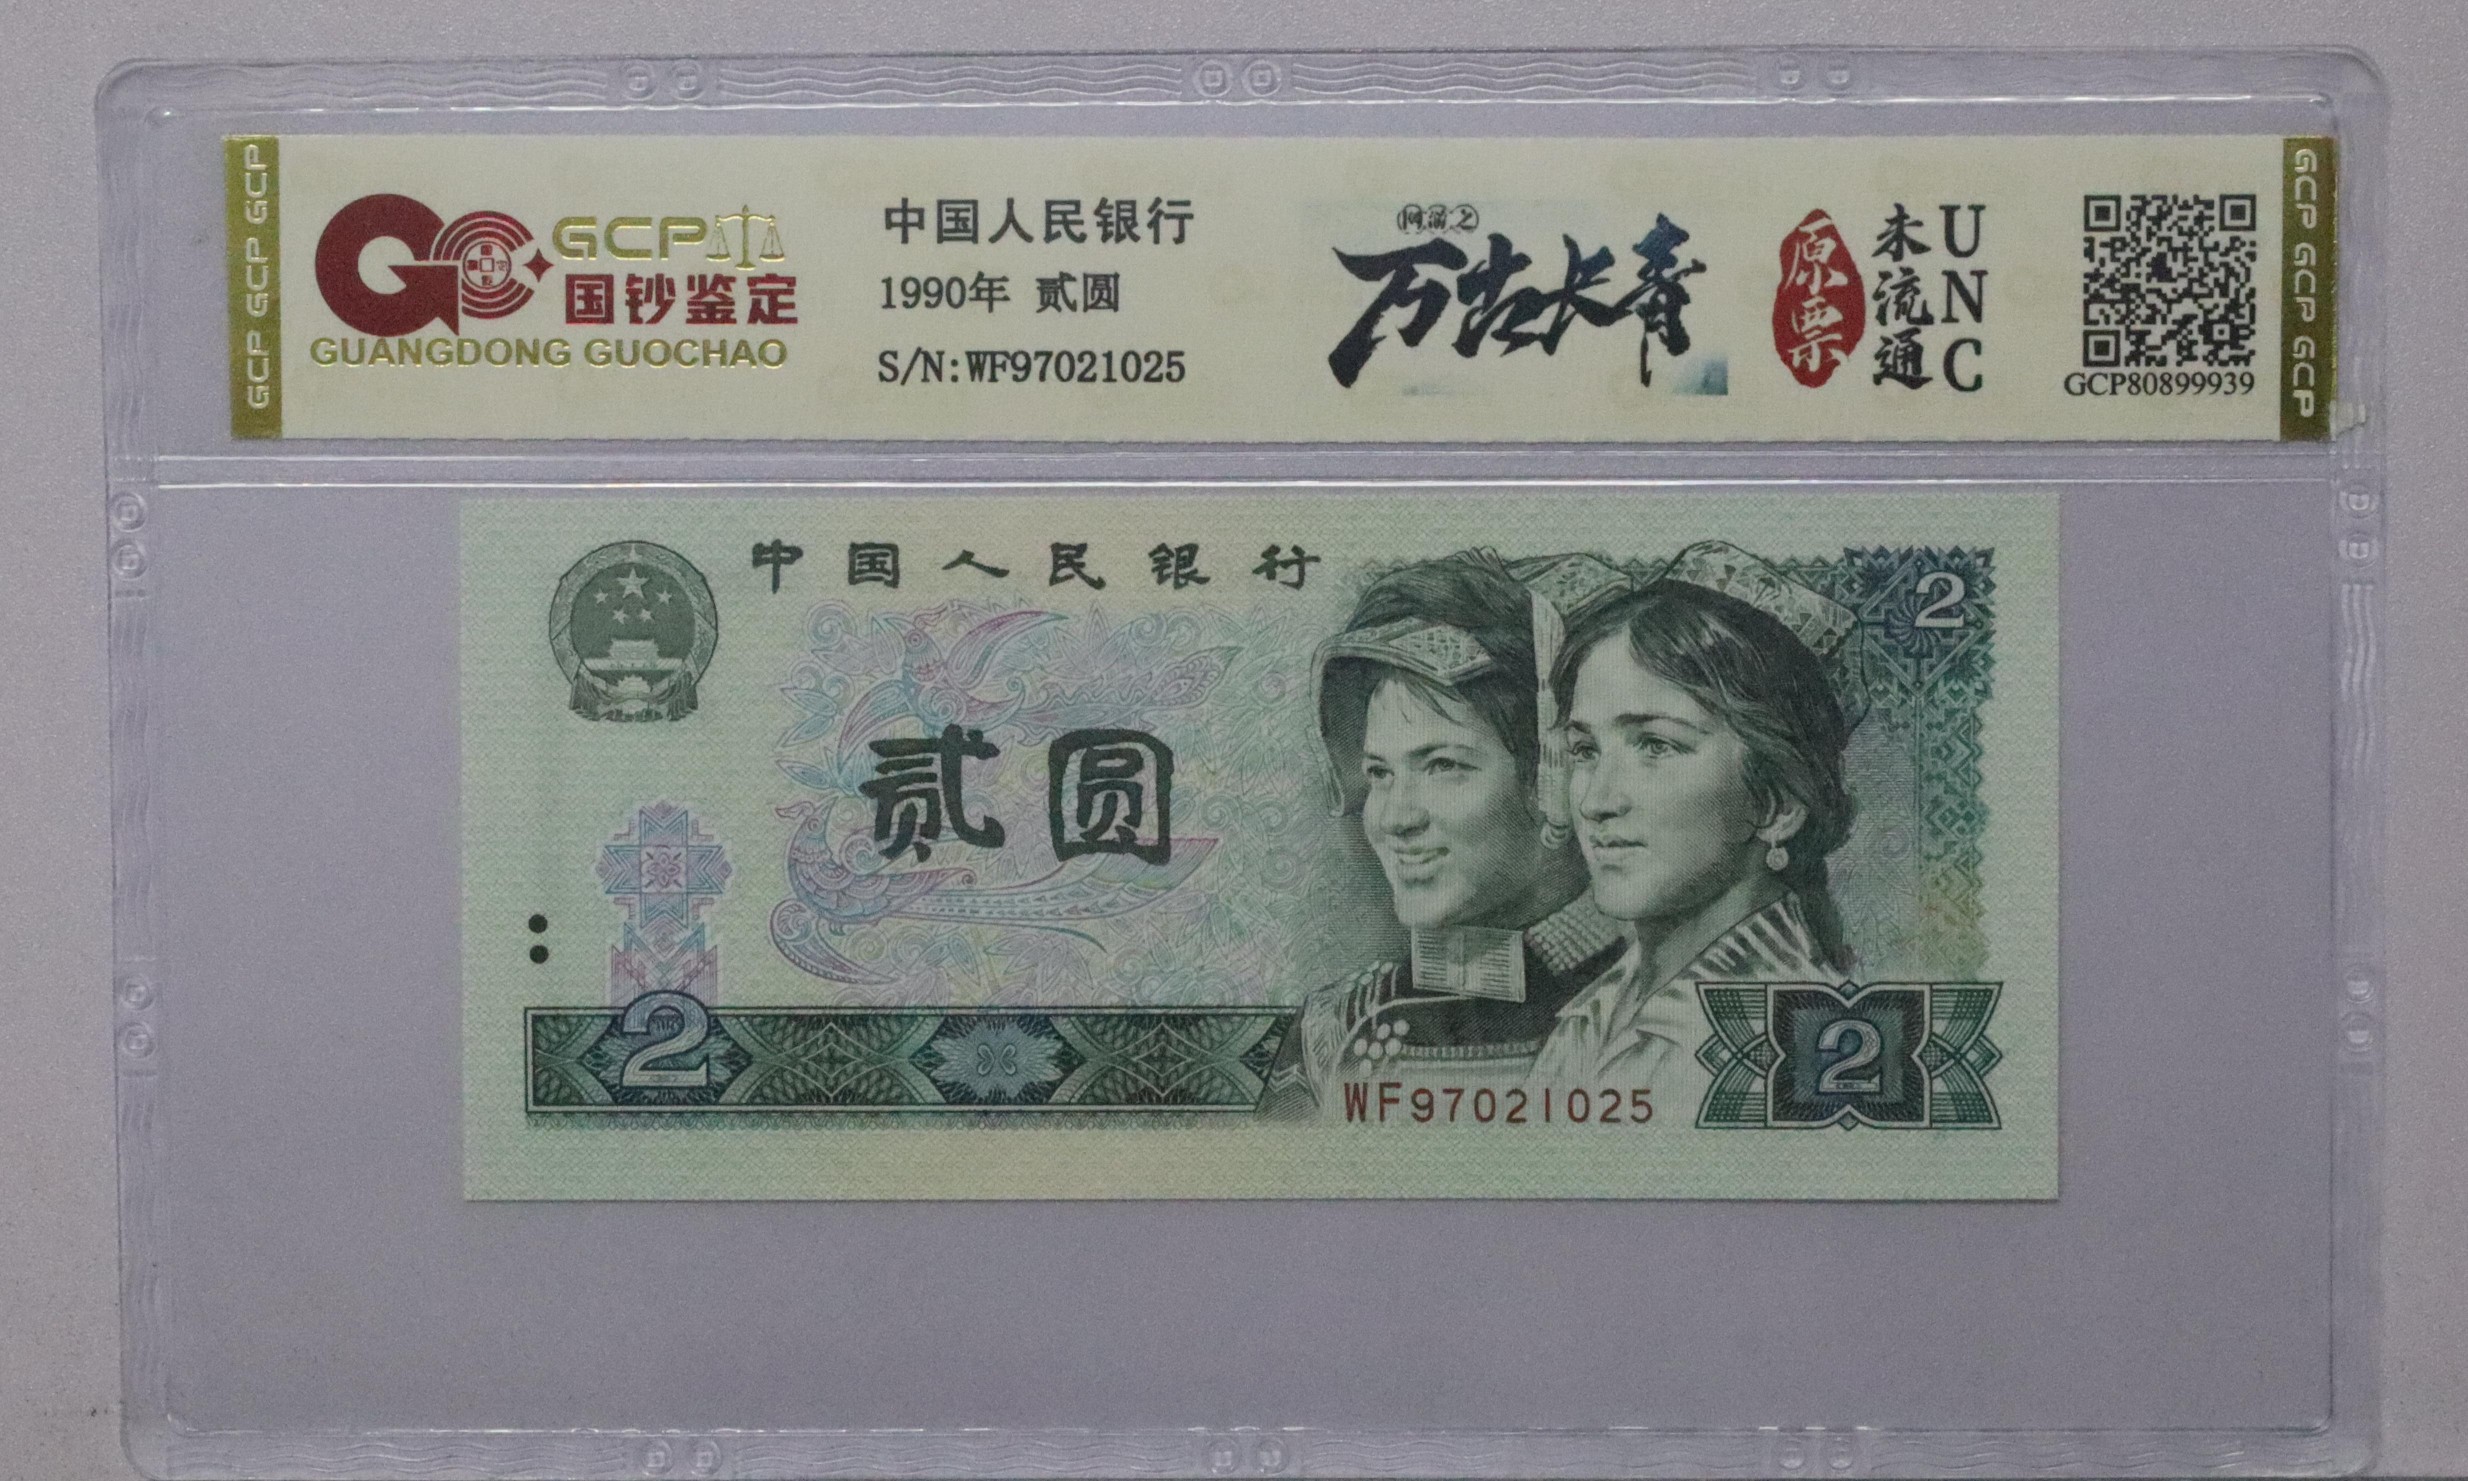 GCP GCP GCP
GCP
国钞鉴定
GUANGDONG GUOCHAO
中国人民银行
1990年 贰圆
S/N:WF97021025
万古长青
原票
未流通
UNC
GCP80899939
GCP GCP GCP
中国人民银行
2
贰圆
2
WF97021025
2